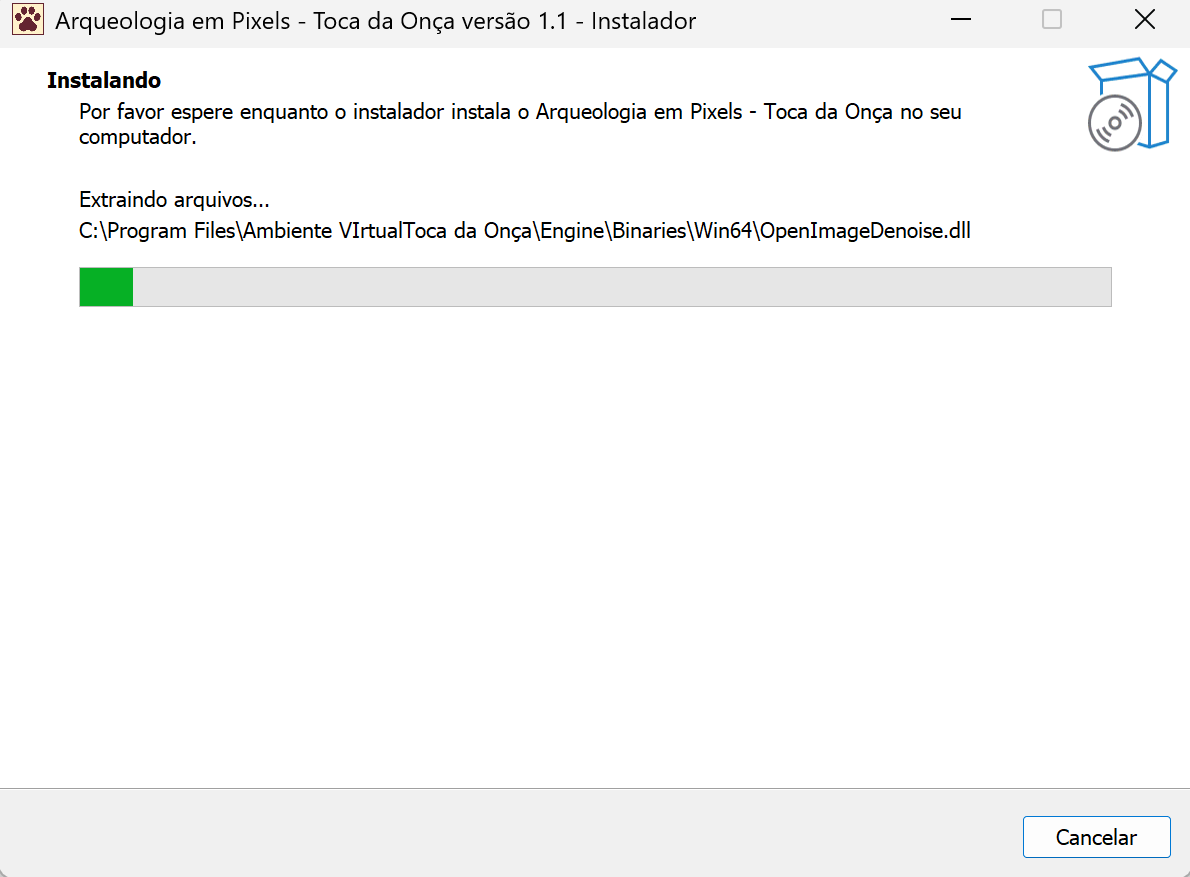 Arqueologia em Pixels - Toca da Onça versão 1.1 - Instalador
Instalando
Por favor espere enquanto o instalador instala o Arqueologia em Pixels - Toca da Onça no seu
computador.
Extraindo arquivos...
C:\Program Files\Ambiente VIrtualToca da Onça\Engine\Binaries\Win64\OpenImageDenoise.dll
Cancelar